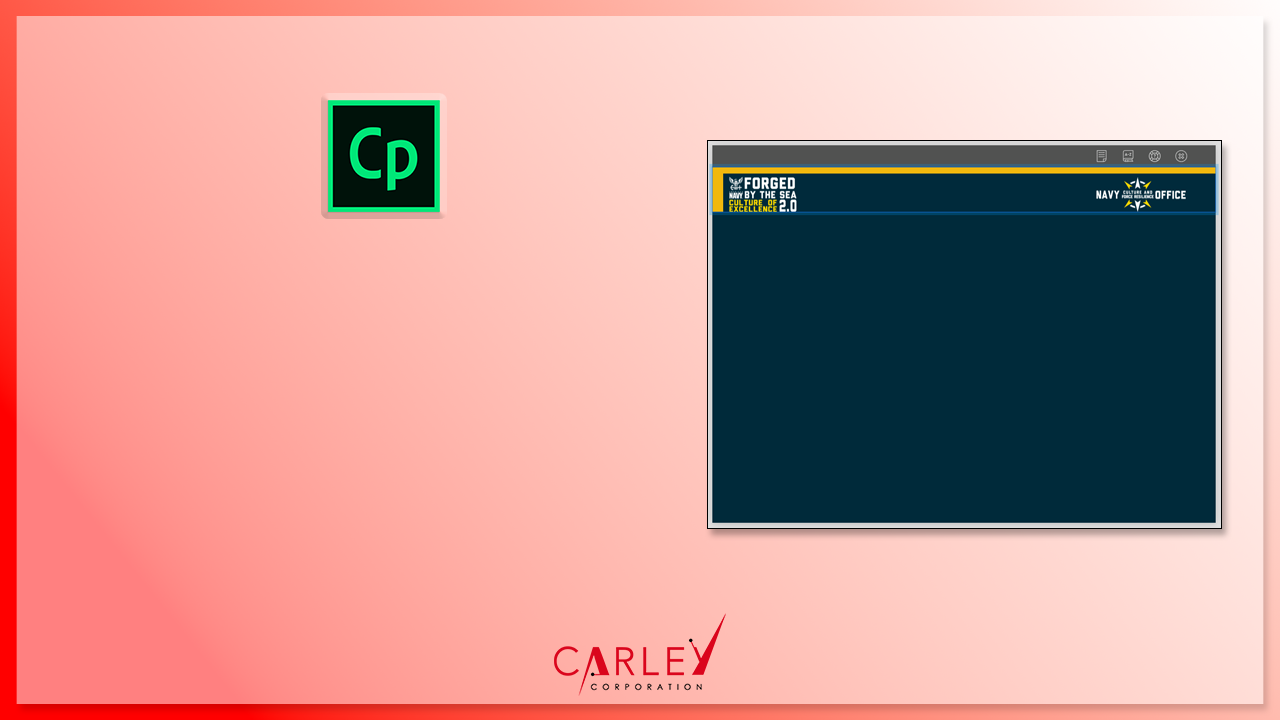 Cp
FORGED
NAVY BY THE SEA
CULTURE OF
EXCELLENCE 2.0
NAVY CULTURE AND FORCE RESILIENCE OFFICE
CARLEY
CORPORATION